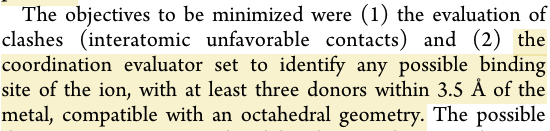 The objectives to be minimized were (1) the evaluation of
clashes (interatomic unfavorable contacts) and (2) the
coordination evaluator set to identify any possible binding
site of the ion, with at least three donors within 3.5 Å of the
metal, compatible with an octahedral geometry. The possible